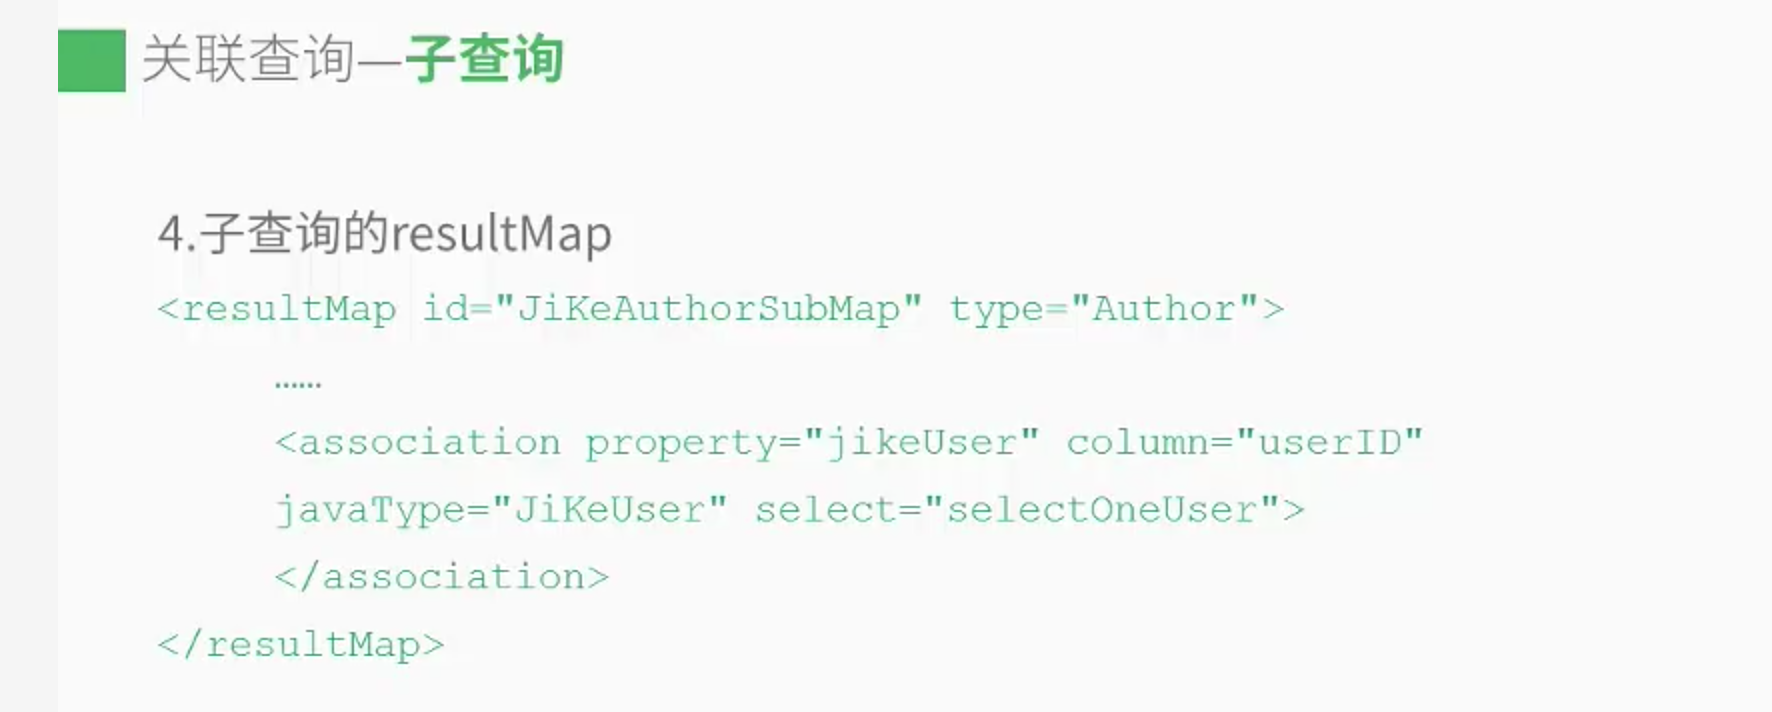 关联查询—子查询
4.子查询的resultMap
<resultMap id="JiKeAuthorSubMap" type="Author">
……
<association property="jikeUser" column="userID"
javaType="JiKeUser" select="selectOneUser">
</association>
</resultMap>